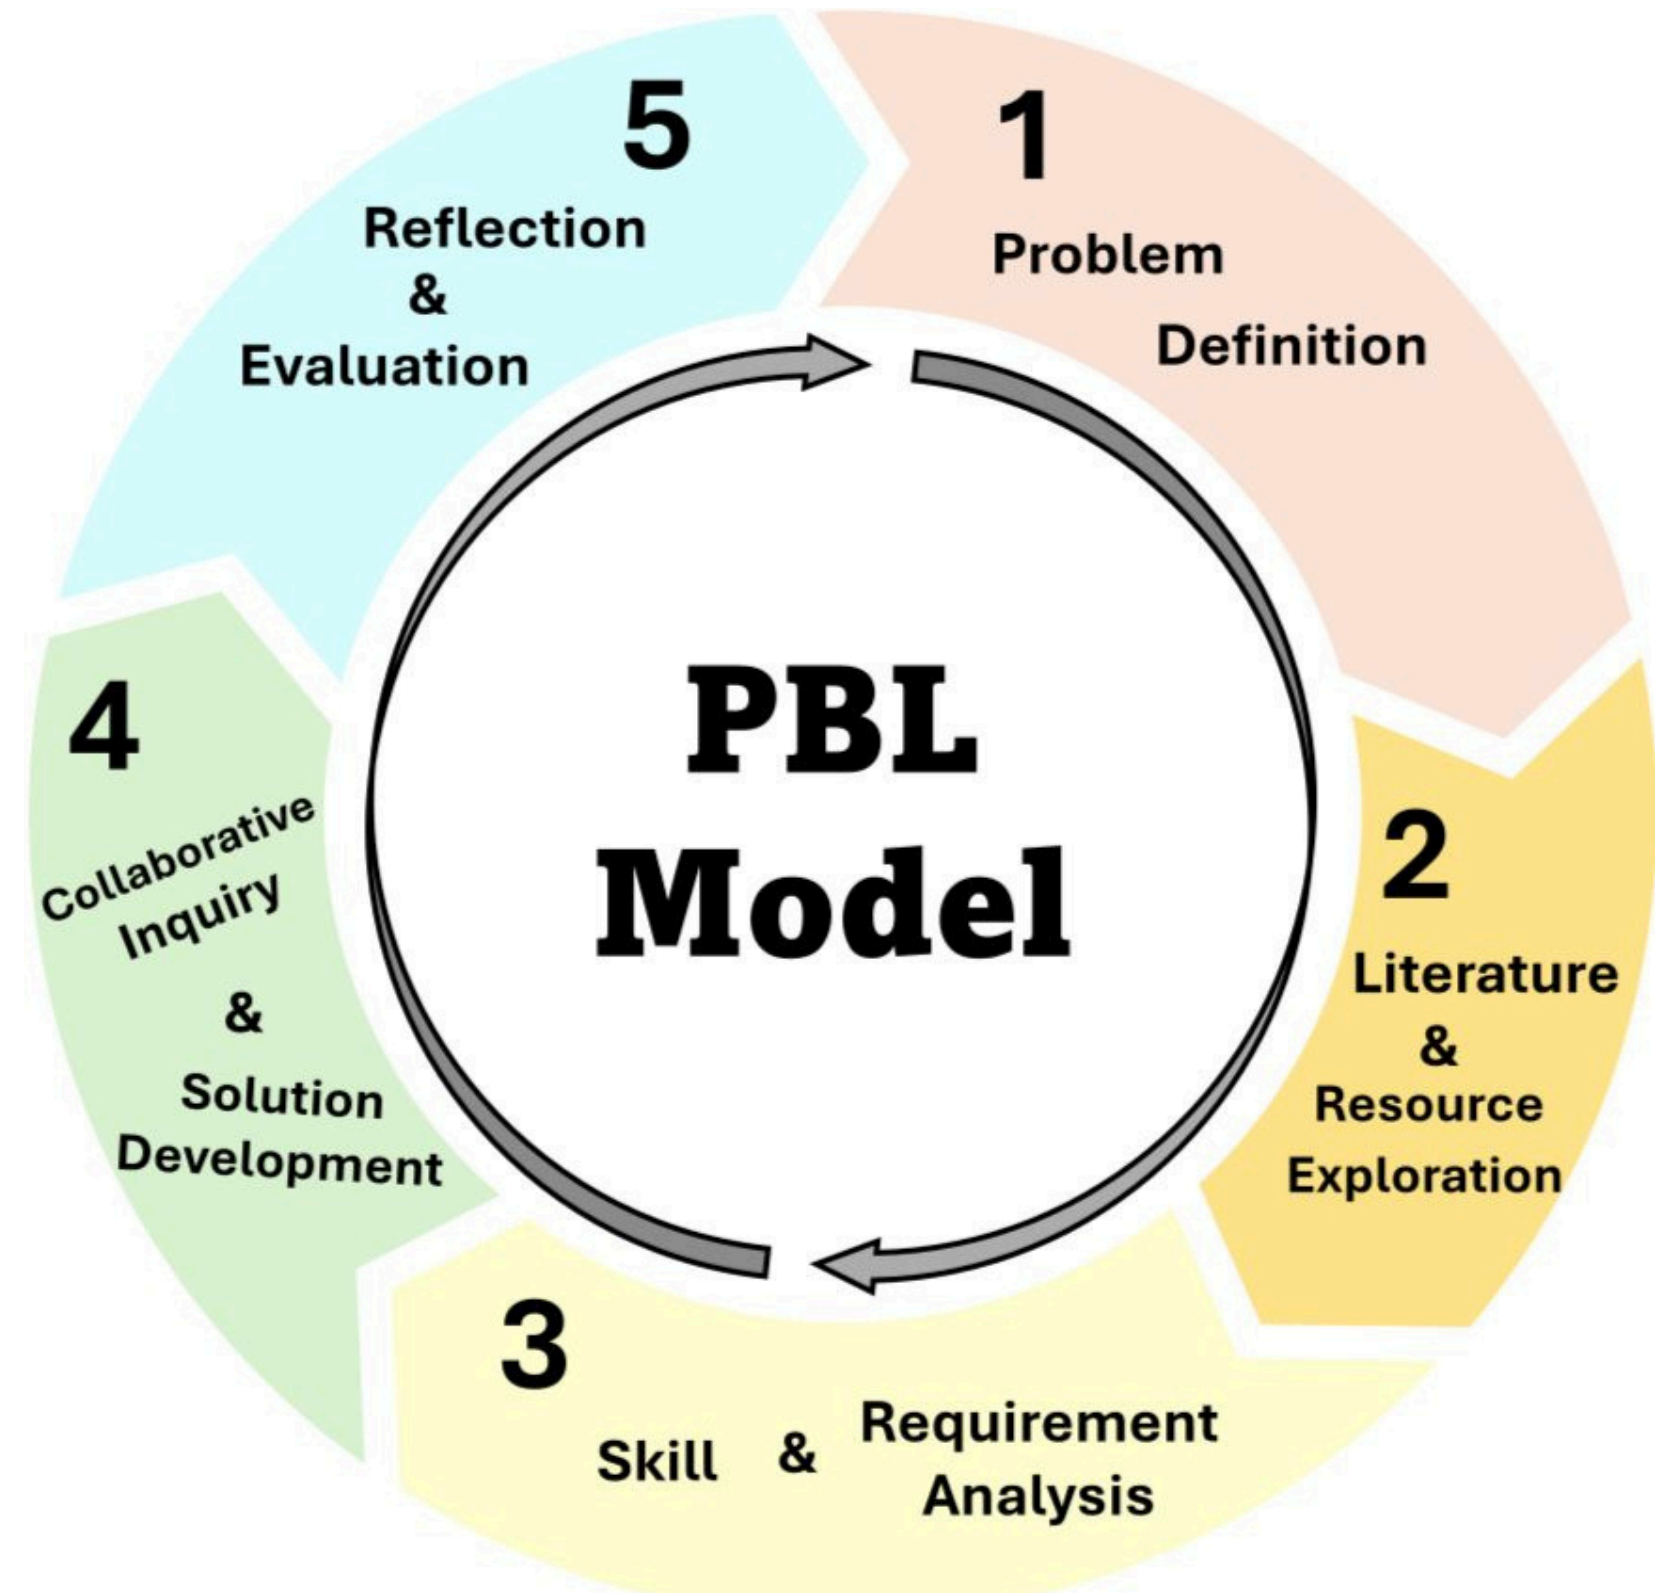 1
Problem
Definition
2
Literature
&
Resource
Exploration
3
Skill & Requirement
Analysis
4
Collaborative
Inquiry
&
Solution
Development
5
Reflection
&
Evaluation
PBL
Model